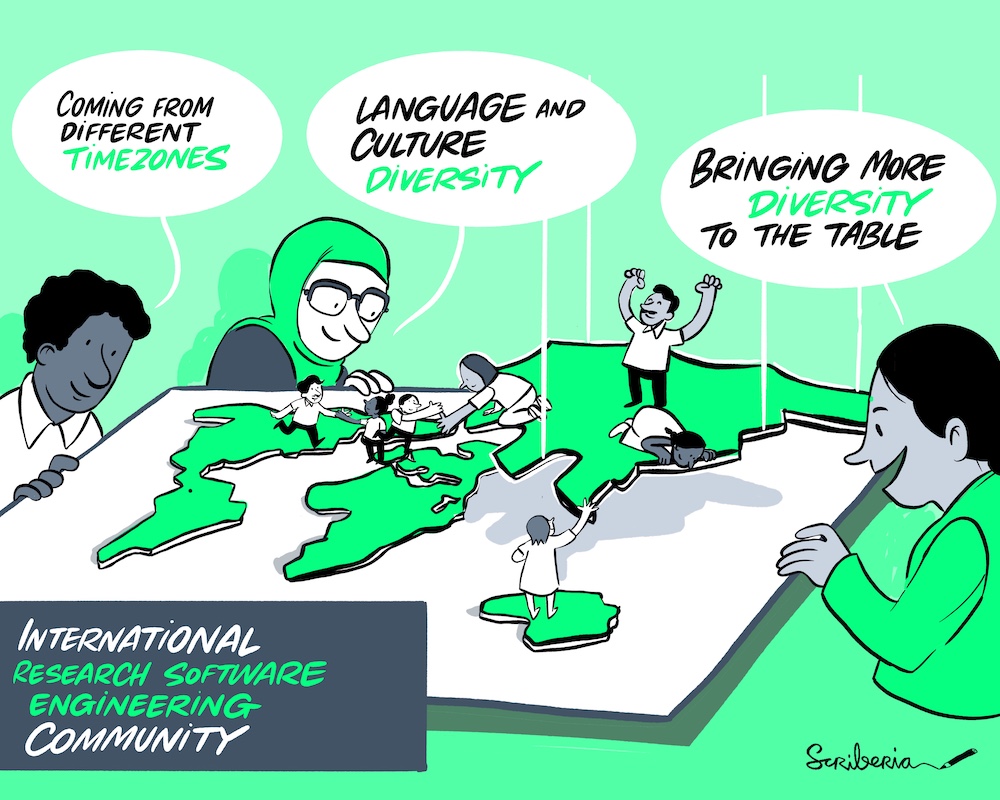 COMING FROM
DIFFERENT
TIMEZONES
LANGUAGE AND
CULTURE
DIVERSITY
BRINGING MORE
DIVERSITY
TO THE TABLE
INTERNATIONAL
RESEARCH SOFTWARE
ENGINEERING
COMMUNITY
Scriberia